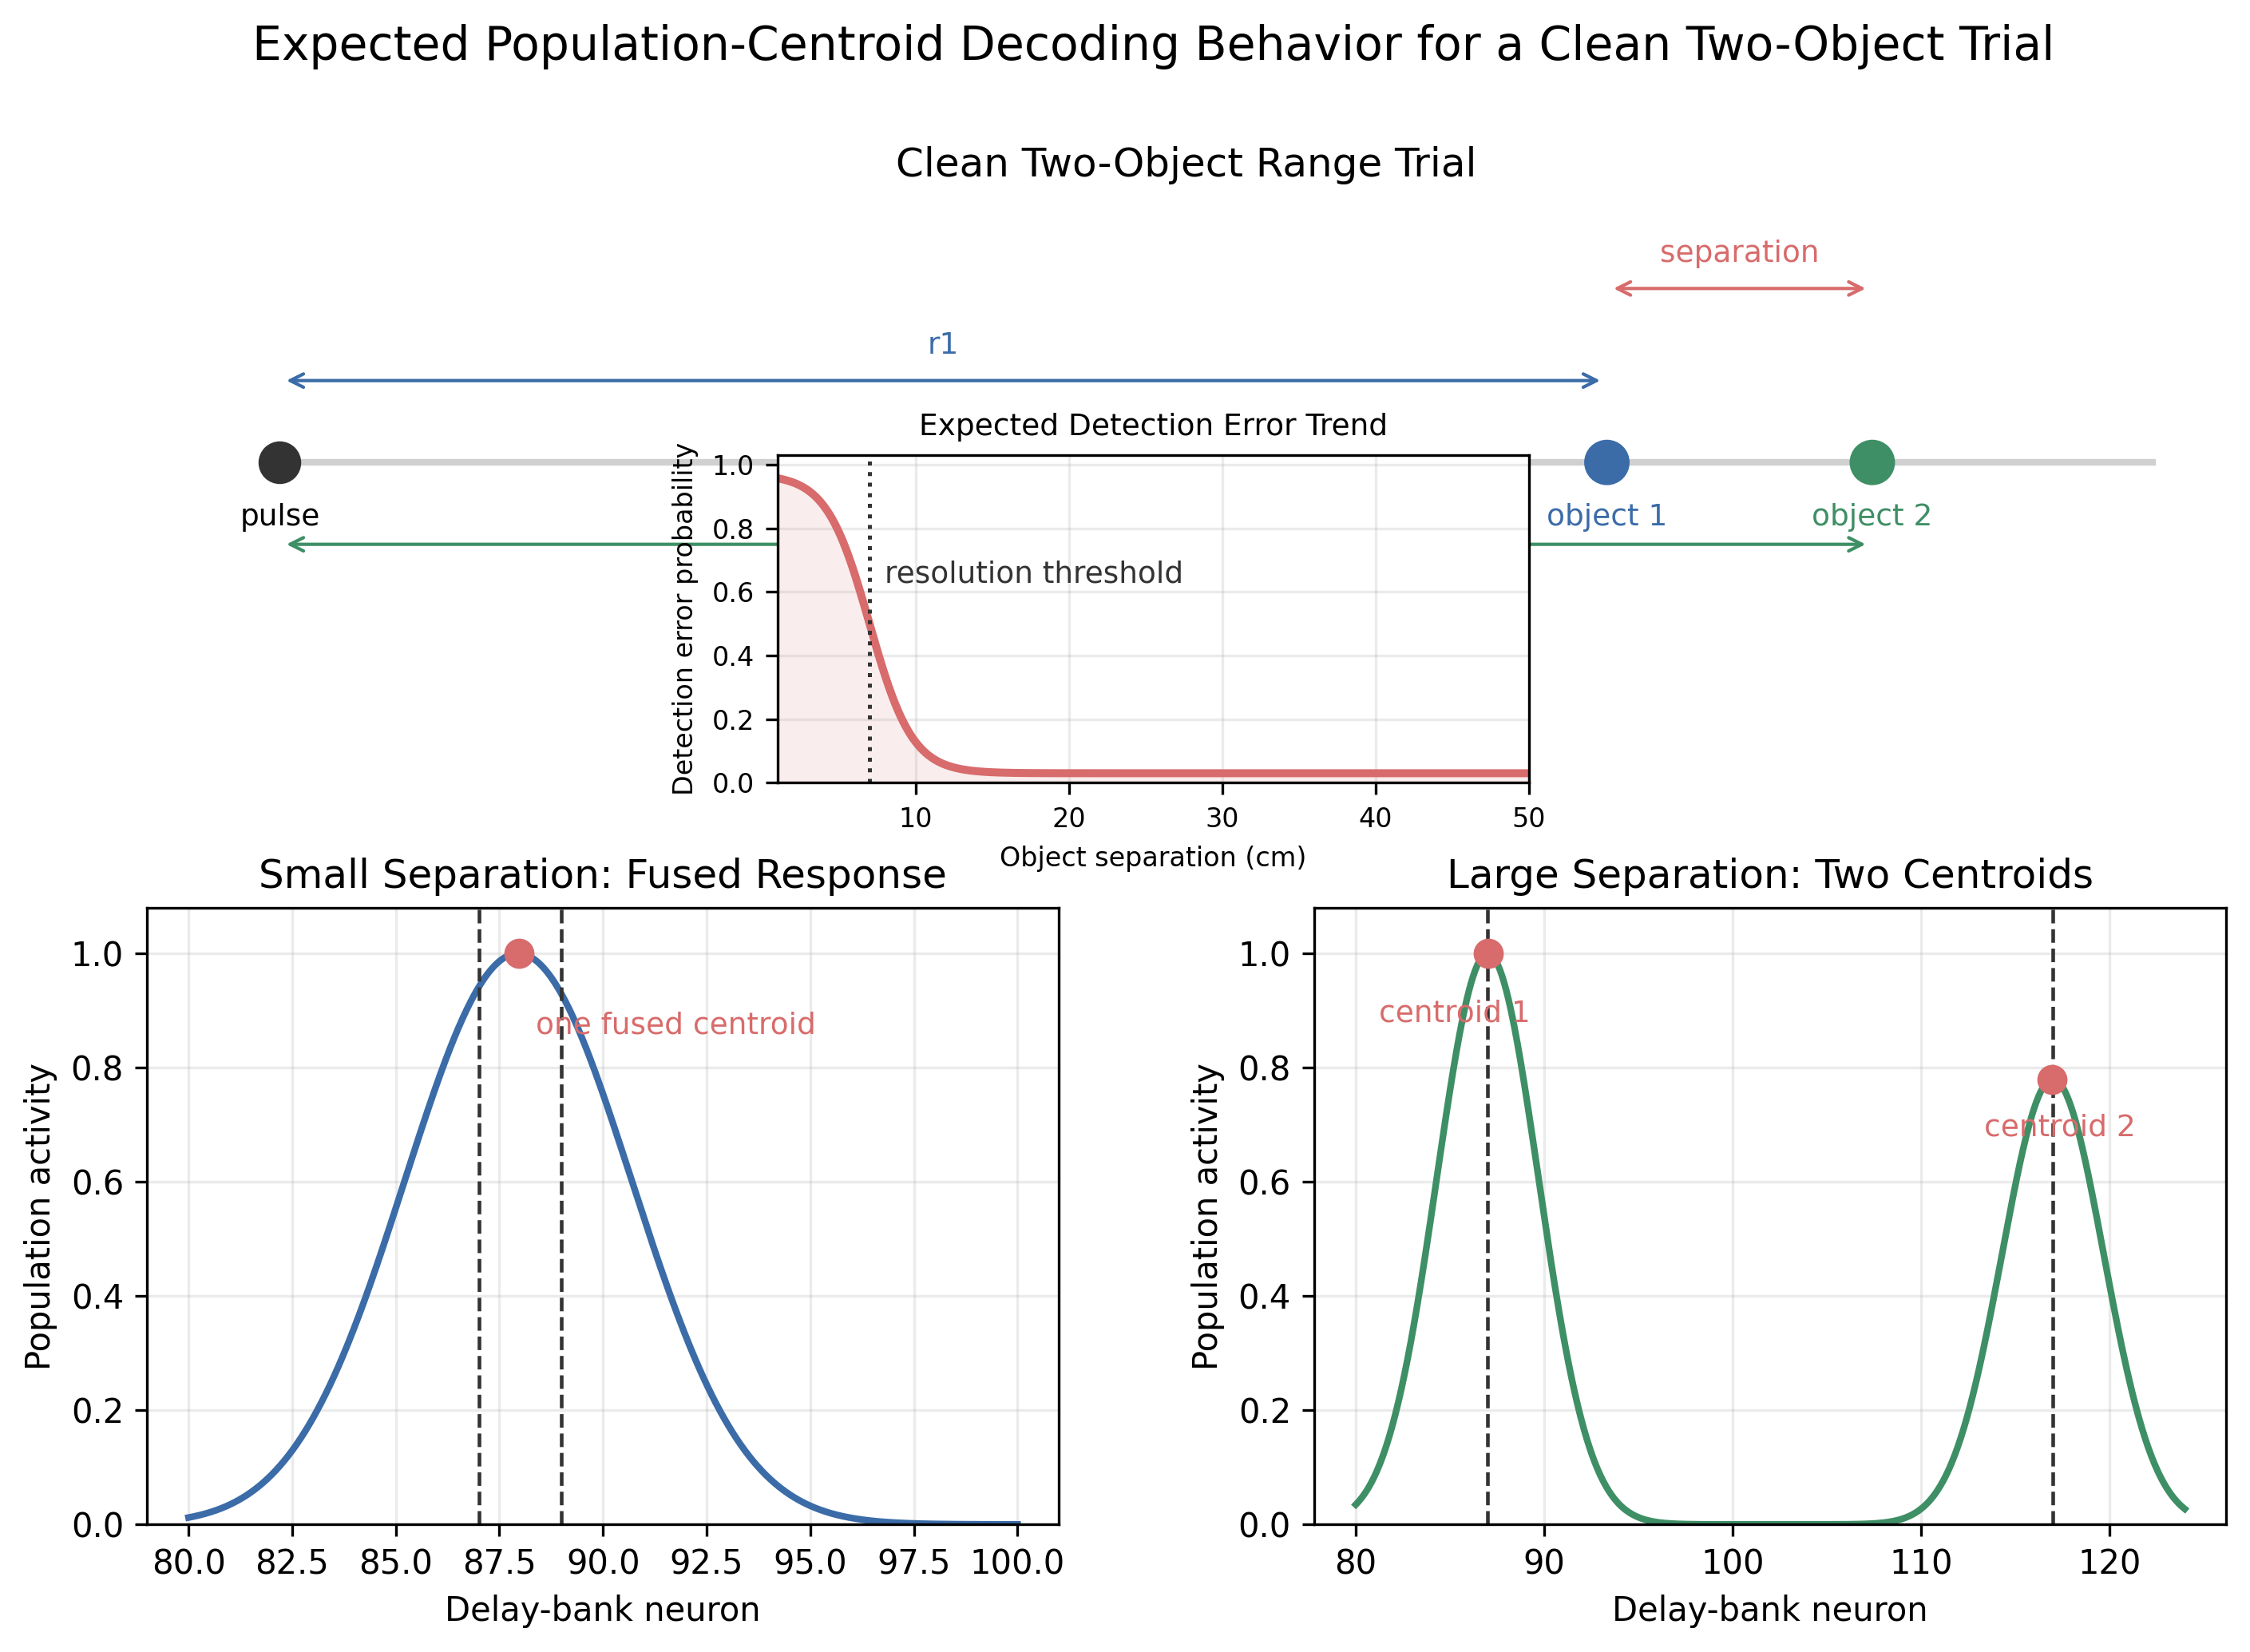 Expected Population-Centroid Decoding Behavior for a Clean Two-Object Trial
Clean Two-Object Range Trial
separation
r1
pulse
object 1
object 2
Expected Detection Error Trend
Detection error probability
1.0
0.8
0.6
0.4
0.2
0.0
resolution threshold
10 20 30 40 50
Object separation (cm)
Small Separation: Fused Response
Population activity
1.0
0.8
0.6
0.4
0.2
0.0
one fused centroid
80.0 82.5 85.0 87.5 90.0 92.5 95.0 97.5 100.0
Delay-bank neuron
Large Separation: Two Centroids
Population activity
1.0
0.8
0.6
0.4
0.2
0.0
centroid 1
centroid 2
80 90 100 110 120
Delay-bank neuron